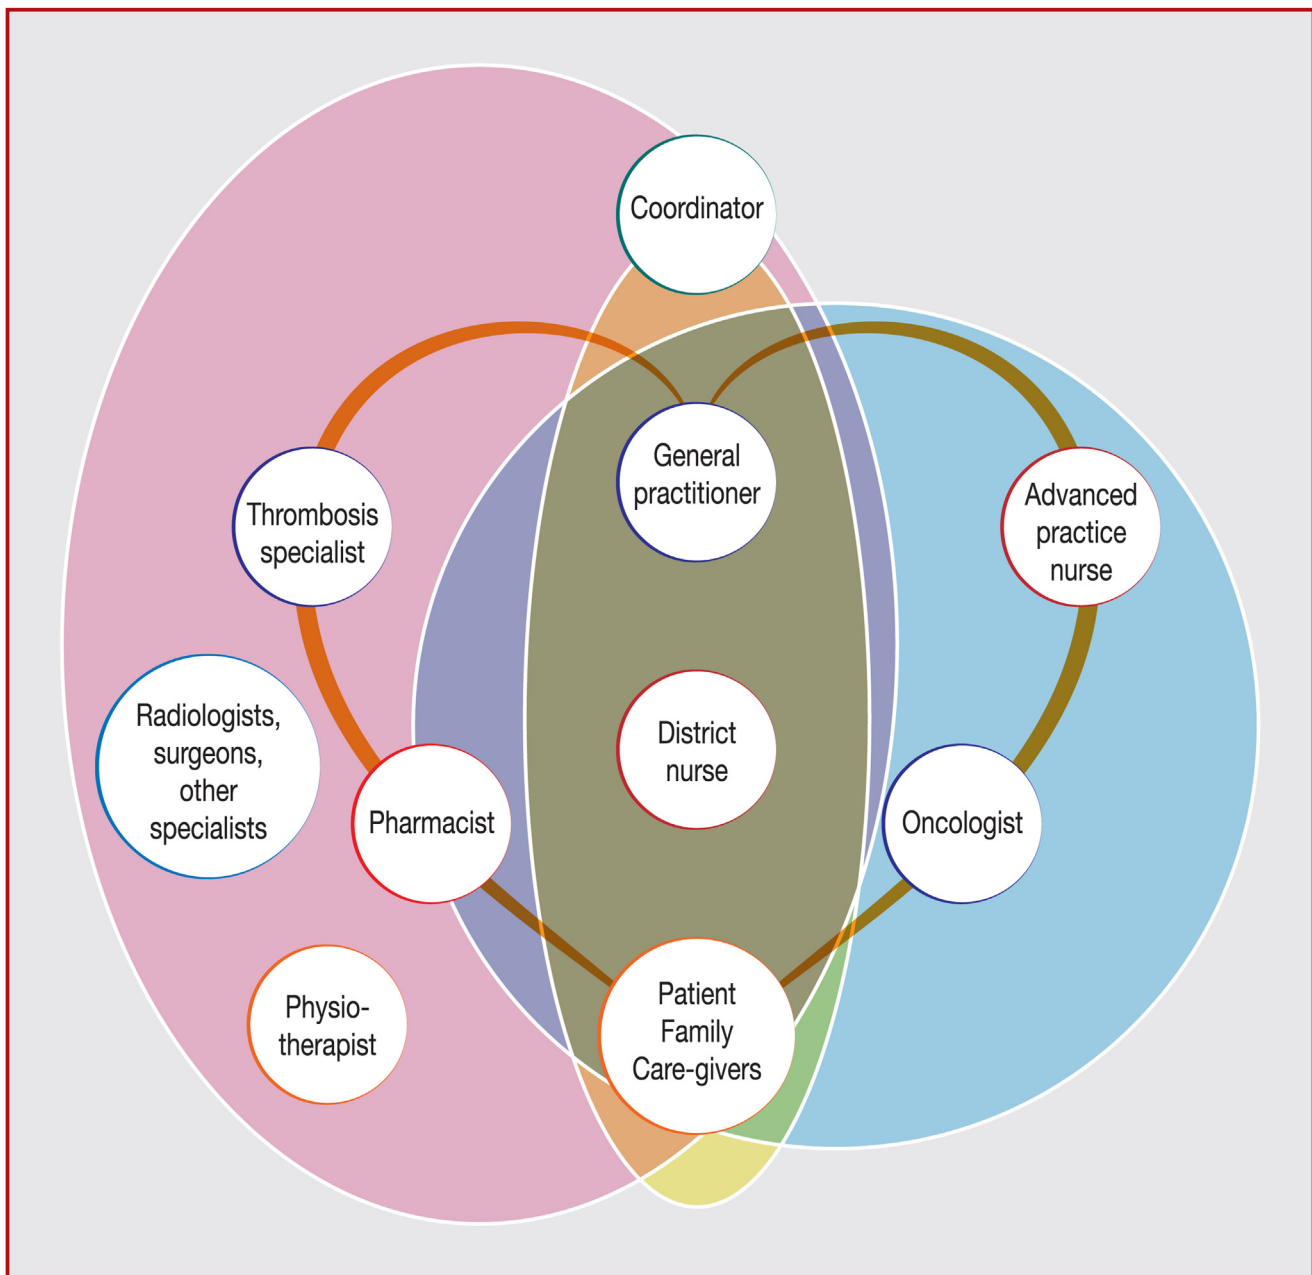 Coordinator
General
practitioner
Thrombosis
specialist
Advanced
practice
nurse
Radiologists,
surgeons,
other
specialists
District
nurse
Pharmacist
Oncologist
Physio-
therapist
Patient
Family
Care-givers